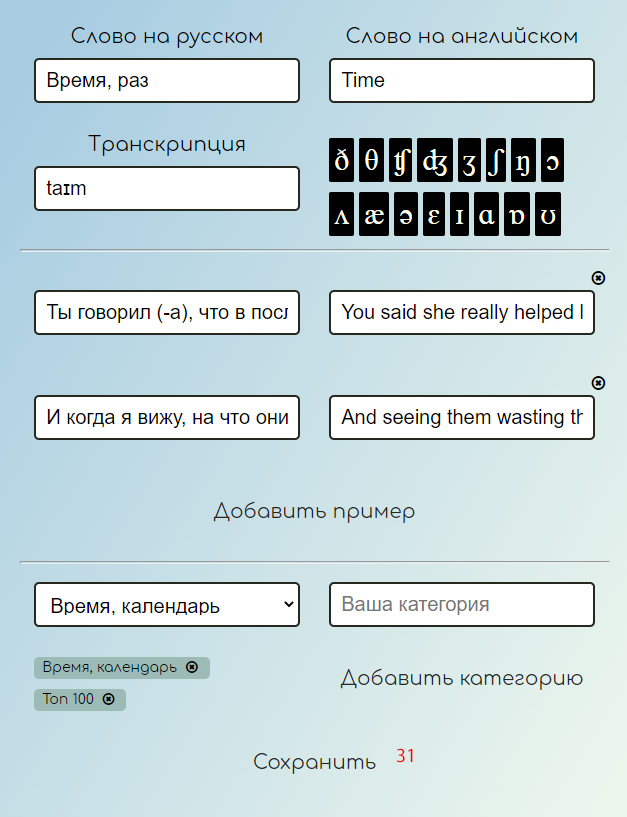 Слово на русском Слово на английском
Время, раз Time
Транскрипция
ð θ ʧ ʤ ʒ ʃ ŋ ɔ
taɪm
ʌ æ ə ɛ ɪ ɑ ɒ ʊ
Ты говорил (-а), что в посл You said she really helped l
И когда я вижу, на что они And seeing them wasting th
Добавить пример
Время, календарь Ваша категория
Время, календарь
Добавить категорию
Топ 100
Сохранить 31